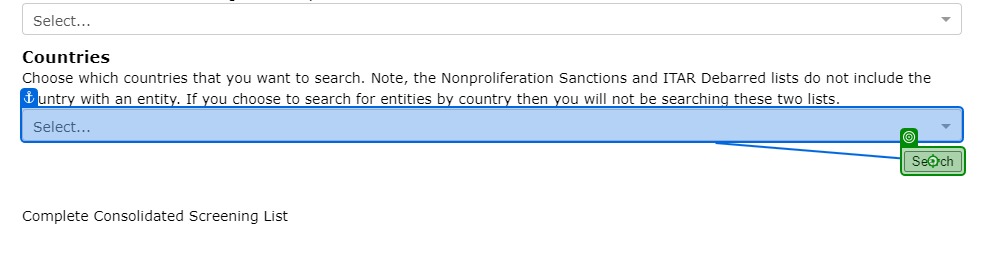 Select...
Countries
Choose which countries that you want to search. Note, the Nonproliferation Sanctions and ITAR Debarred lists do not include the
untry with an entity. If you choose to search for entities by country then you will not be searching these two lists.
Select...
Search
Complete Consolidated Screening List